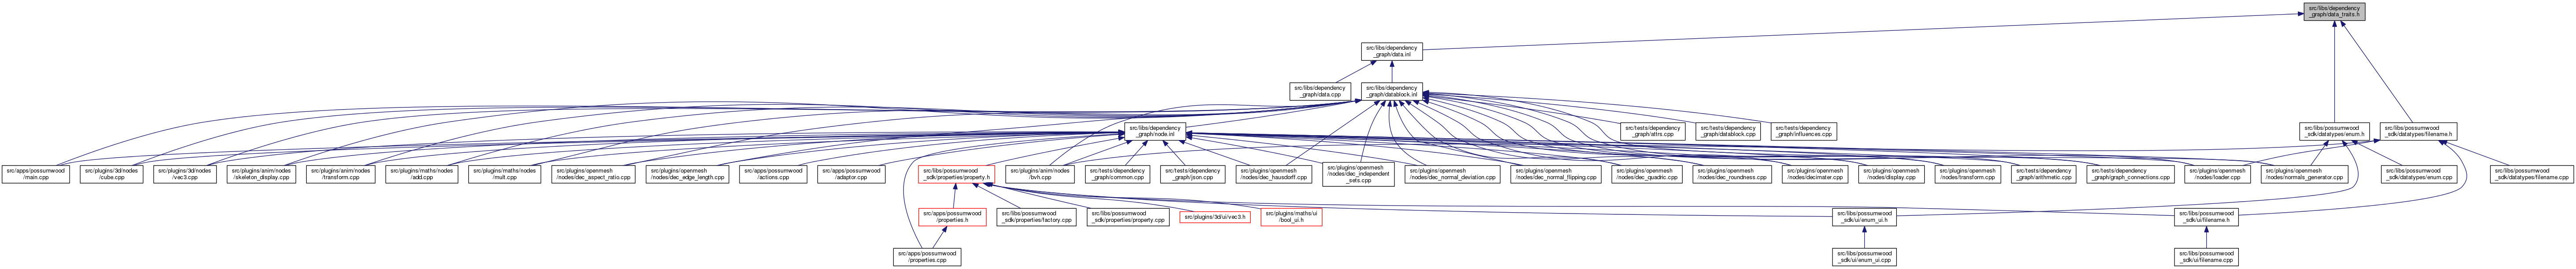 src/libs/dependency
_graph/data_traits.h
src/libs/dependency
_graph/data.inl
src/libs/dependency
_graph/data.cpp
src/libs/dependency
_graph/datablock.inl
src/libs/dependency
_graph/node.inl
src/tests/dependency
_graph/attrs.cpp
src/tests/dependency
_graph/datablock.cpp
src/tests/dependency
_graph/influences.cpp
src/libs/possumwood
_sdk/datatypes/enum.h
src/libs/possumwood
_sdk/datatypes/filename.h
src/apps/possumwood
/main.cpp
src/plugins/3d/nodes
/cube.cpp
src/plugins/3d/nodes
/vec3.cpp
src/plugins/anim/nodes
/skeleton_display.cpp
src/plugins/anim/nodes
/transform.cpp
src/plugins/maths/nodes
/add.cpp
src/plugins/maths/nodes
/mult.cpp
src/plugins/openmesh
/nodes/dec_aspect_ratio.cpp
src/plugins/openmesh
/nodes/dec_edge_length.cpp
src/apps/possumwood
/actions.cpp
src/apps/possumwood
/adaptor.cpp
src/libs/possumwood
_sdk/properties/property.h
src/plugins/anim/nodes
/bvh.cpp
src/tests/dependency
_graph/common.cpp
src/tests/dependency
_graph/json.cpp
src/plugins/openmesh
/nodes/dec_hausdorff.cpp
src/plugins/openmesh
/nodes/dec_independent
_sets.cpp
src/plugins/openmesh
/nodes/dec_normal_deviation.cpp
src/plugins/openmesh
/nodes/dec_normal_flipping.cpp
src/plugins/openmesh
/nodes/dec_quadric.cpp
src/plugins/openmesh
/nodes/dec_roundness.cpp
src/plugins/openmesh
/nodes/decimater.cpp
src/plugins/openmesh
/nodes/display.cpp
src/plugins/openmesh
/nodes/transform.cpp
src/tests/dependency
_graph/arithmetic.cpp
src/tests/dependency
_graph/graph_connections.cpp
src/plugins/openmesh
/nodes/loader.cpp
src/plugins/openmesh
/nodes/normals_generator.cpp
src/libs/possumwood
_sdk/datatypes/enum.cpp
src/libs/possumwood
_sdk/datatypes/filename.cpp
src/apps/possumwood
/properties.h
src/libs/possumwood
_sdk/properties/factory.cpp
src/libs/possumwood
_sdk/properties/property.cpp
src/plugins/3d/ui/vec3.h
src/plugins/maths/ui
/bool_ui.h
src/libs/possumwood
_sdk/ui/enum_ui.h
src/libs/possumwood
_sdk/ui/filename.h
src/apps/possumwood
/properties.cpp
src/libs/possumwood
_sdk/ui/enum_ui.cpp
src/libs/possumwood
_sdk/ui/filename.cpp